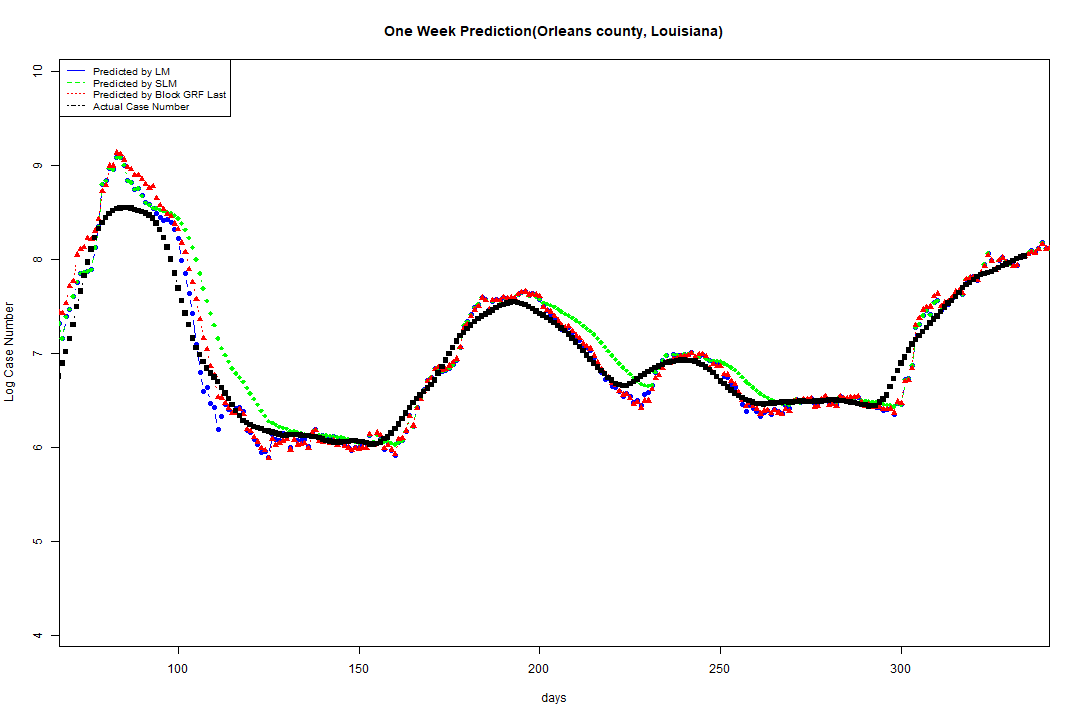 One Week Prediction(Orleans county, Louisiana)
Predicted by LM
Predicted by SLM
Predicted by Block GRF Last
Actual Case Number
10
9
8
7
6
5
4
Log Case Number
100 150 200 250 300
days